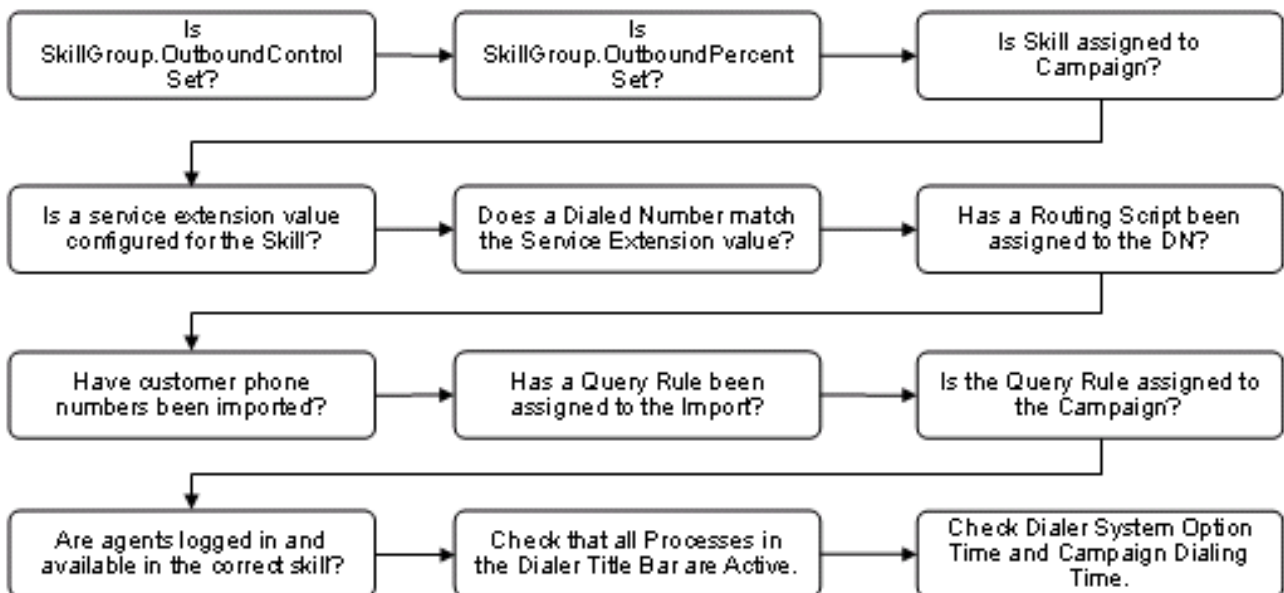 Is
SkillGroup.OutboundControl
Set?
Is
SkillGroup.OutboundPercent
Set?
Is Skill assigned to
Campaign?
Is a service extension value
configured for the Skill?
Does a Dialed Number match
the Service Extension value?
Has a Routing Script been
assigned to the DN?
Have customer phone
numbers been imported?
Has a Query Rule been
assigned to the Import?
Is the Query Rule assigned to
the Campaign?
Are agents logged in and
available in the correct skill?
Check that all Processes in
the Dialer Title Bar are Active.
Check Dialer System Option
Time and Campaign Dialing
Time.